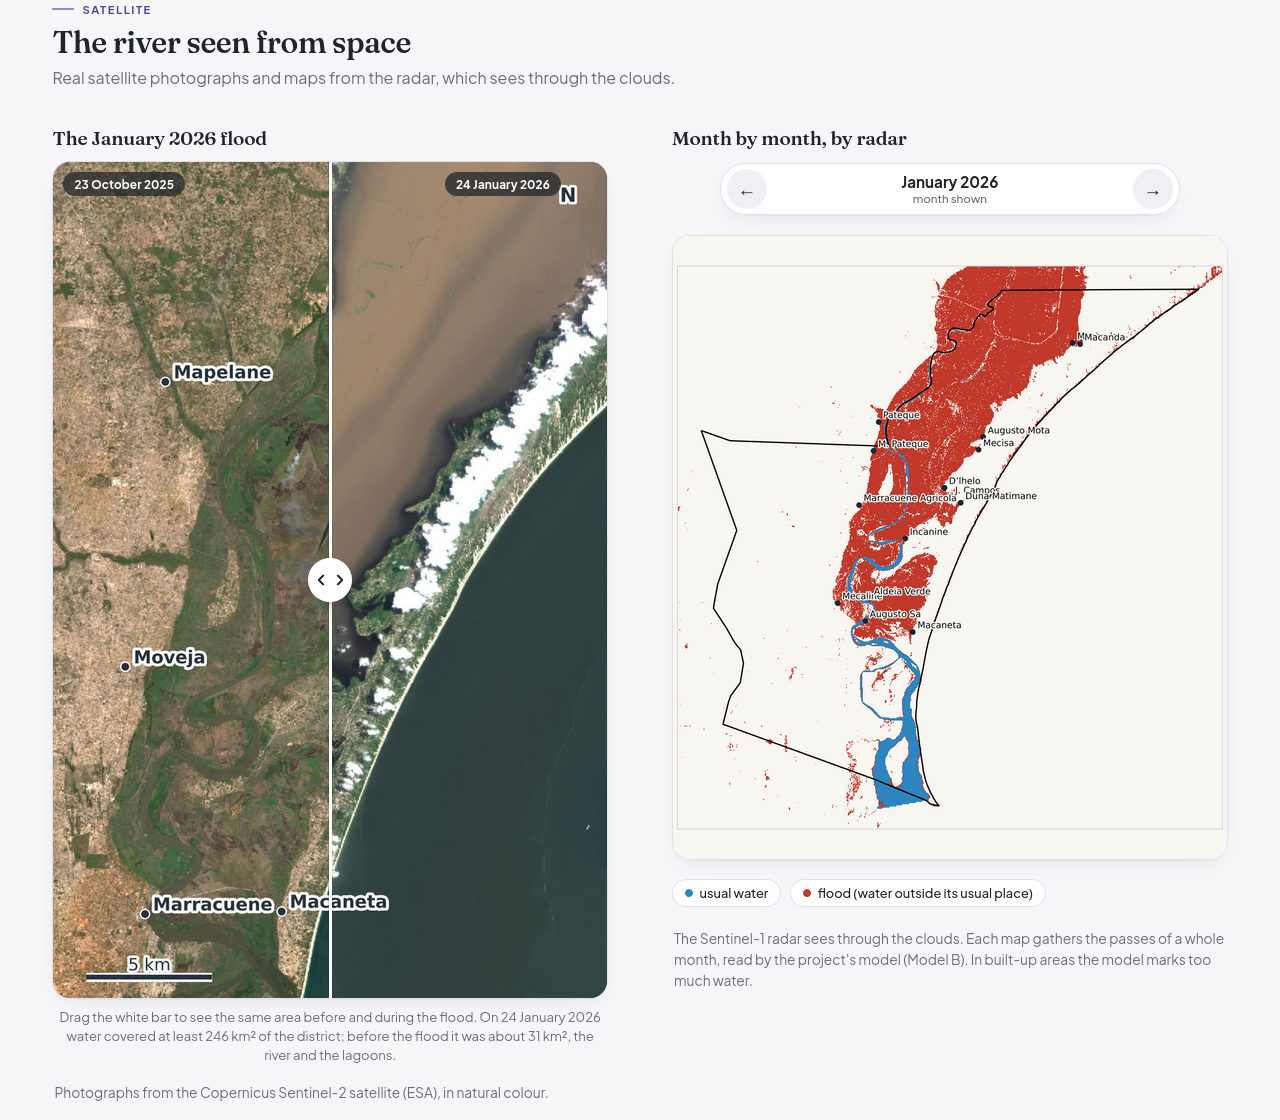 SATELLITE
The river seen from space
Real satellite photographs and maps from the radar, which sees through the clouds.
The January 2026 flood
23 October 2025
24 January 2026
N
Mapelane
Moveja
Marracuene
Macaneta
5 km
Drag the white bar to see the same area before and during the flood. On 24 January 2026
water covered at least 246 km² of the district; before the flood it was about 31 km², the
river and the lagoons.
Photographs from the Copernicus Sentinel-2 satellite (ESA), in natural colour.
Month by month, by radar
←
January 2026
→
month shown
Macanda
Pateque
Augusto Mota
M. Pateque
Mecisa
D'Ihelo
J. Campos
Marracuene Agricola
Duna Matimane
Incanine
Aldeia Verde
Augusto Sa
Macaneta
usual water
flood (water outside its usual place)
The Sentinel-1 radar sees through the clouds. Each map gathers the passes of a whole
month, read by the project's model (Model B). In built-up areas the model marks too
much water.